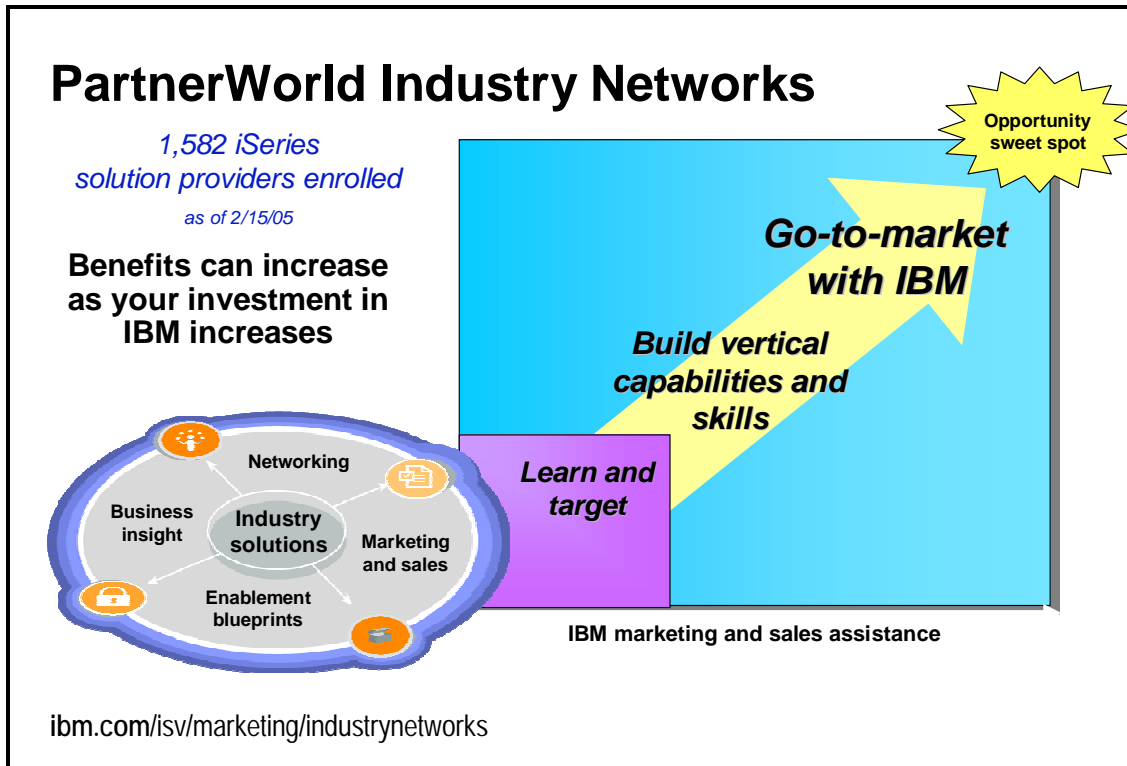 PartnerWorld Industry Networks
1,582 iSeries
solution providers enrolled
as of 2/15/05
Benefits can increase
as your investment in
IBM increases
Opportunity
sweet spot
Go-to-market
with IBM
Build vertical
capabilities and
skills
Learn and
target
Networking
Business
insight
Industry
solutions
Marketing
and sales
Enablement
blueprints
IBM marketing and sales assistance
ibm.com/isv/marketing/industrynetworks